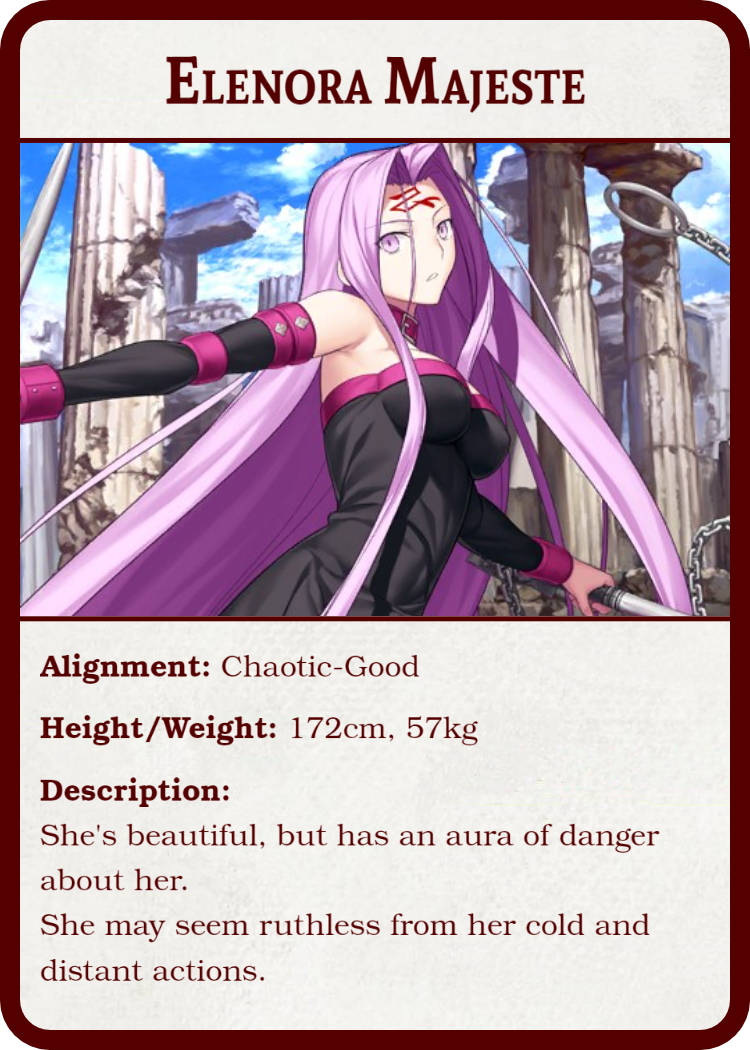 Elenora Majeste
Alignment: Chaotic-Good
Height/Weight: 172cm, 57kg
Description:
She's beautiful, but has an aura of danger
about her.
She may seem ruthless from her cold and
distant actions.